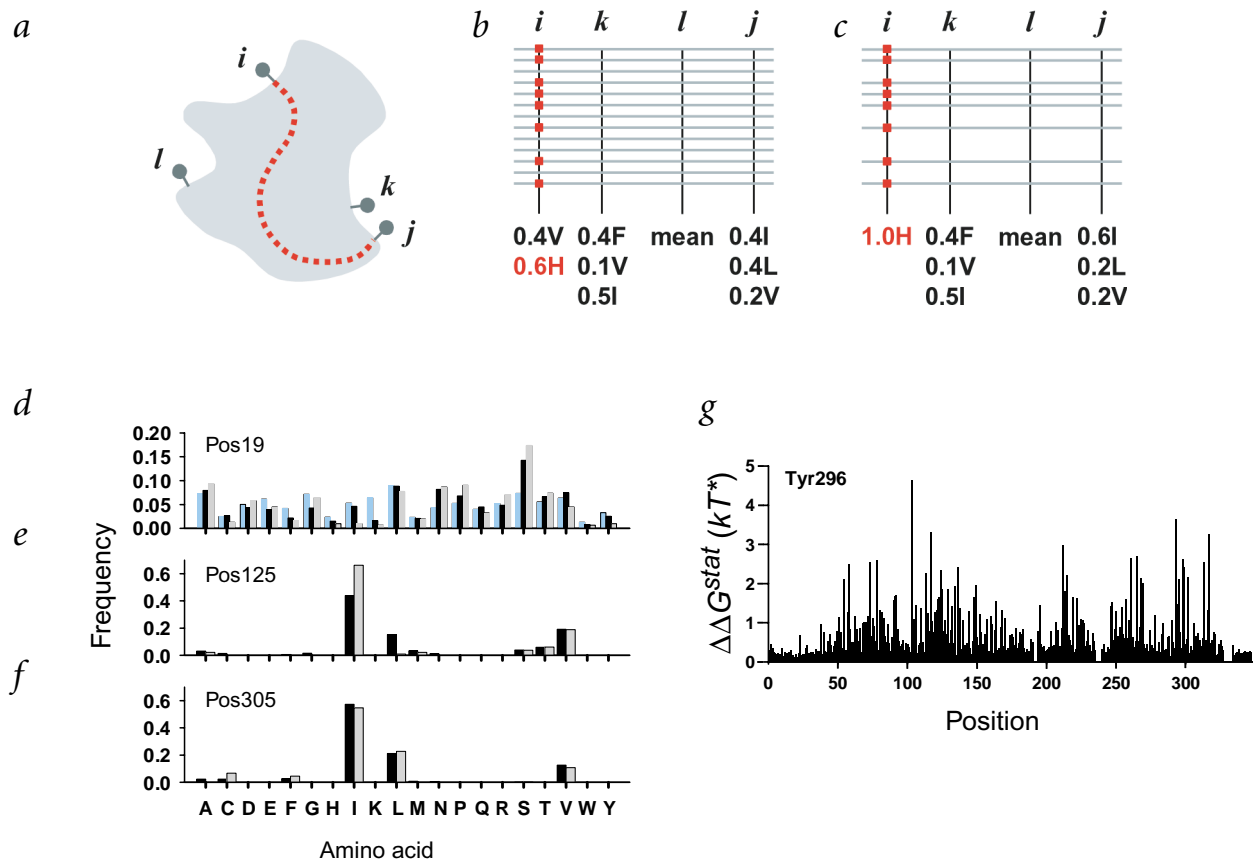 a
i
l
k
j
b
i k l j
0.4V 0.4F mean 0.4I
0.6H 0.1V 0.4L
0.5I 0.2V
c
i k l j
1.0H 0.4F mean 0.6I
0.1V 0.2L
0.5I 0.2V
d
Pos19
0.20
0.15
0.10
0.05
0.00
e
Pos125
0.6
0.4
0.2
0.0
f
Pos305
0.8
0.6
0.4
0.2
0.0
Frequency
A C D E F G H I K L M N P Q R S T V W Y
Amino acid
g
Tyr296
5
4
3
2
1
0
ΔΔG^stat (kT*)
0 50 100 150 200 250 300
Position